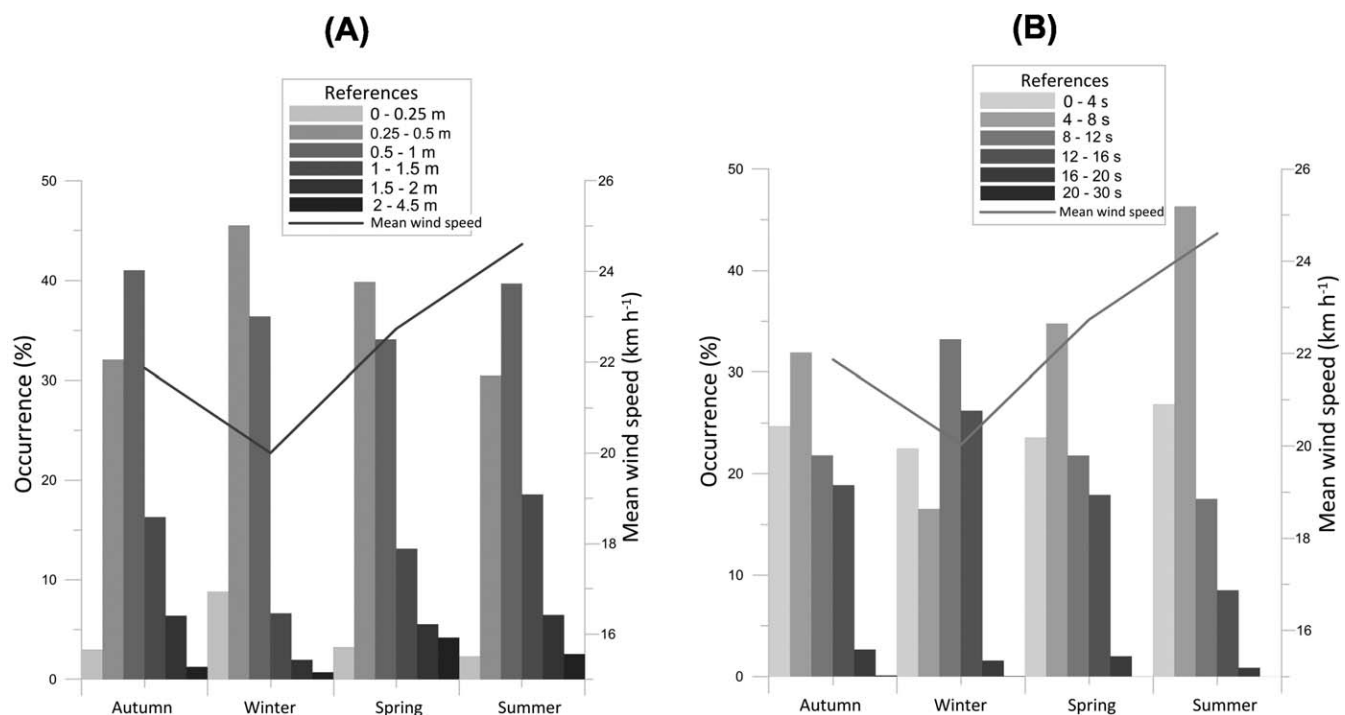 (A)
References
0 - 0.25 m
0.25 - 0.5 m
0.5 - 1 m
1 - 1.5 m
1.5 - 2 m
2 - 4.5 m
Mean wind speed
50
40
30
20
10
0
Occurrence (%)
26
24
22
20
18
16
Mean wind speed (km h⁻¹)
Autumn Winter Spring Summer
(B)
References
0 - 4 s
4 - 8 s
8 - 12 s
12 - 16 s
16 - 20 s
20 - 30 s
Mean wind speed
50
40
30
20
10
0
Occurrence (%)
26
24
22
20
18
16
Mean wind speed (km h⁻¹)
Autumn Winter Spring Summer